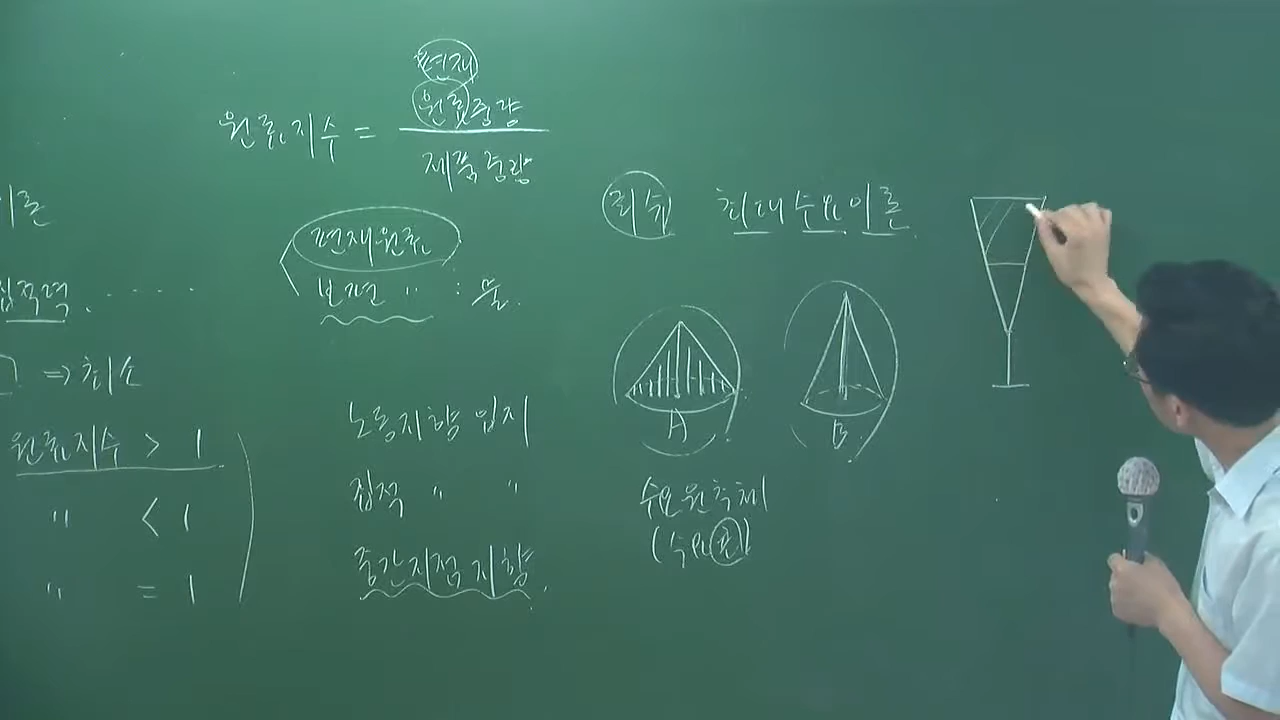 이론
집적력. ‥‥
⇒ 최소
원료지수 > 1
〃 < 1
〃 = 1
편재
원료지수 = 원료중량
제품중량
편재원료
보편 〃 : 물.
노동지향 입지
집적 〃 〃
중간지점 지향.
뢰쉬 최대수요이론.
A
B
수요원추체
(수요콘)